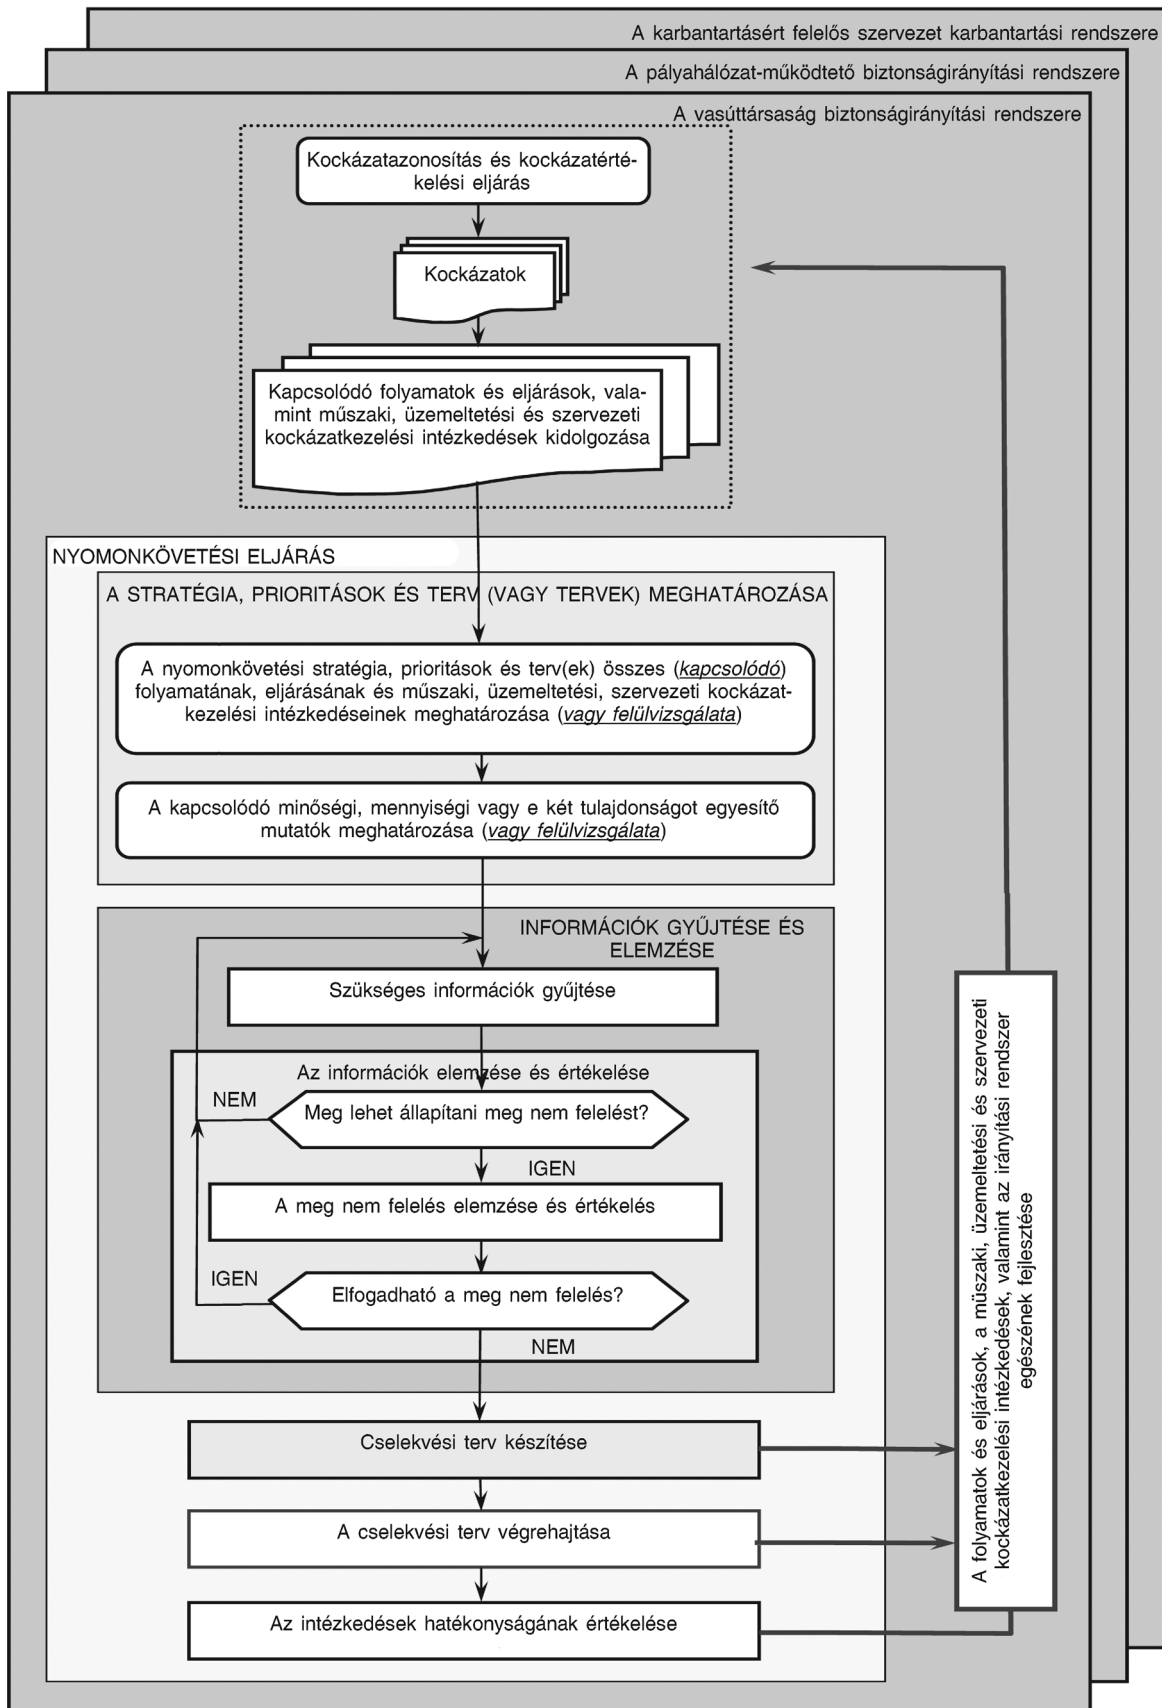 A karbantartásért felelős szervezet karbantartási rendszere
A pályahálózat-működtető biztonságirányítási rendszere
A vasúttársaság biztonságirányítási rendszere
Kockázatazonosítás és kockázatérté-
kelési eljárás
Kockázatok
Kapcsolódó folyamatok és eljárások, vala-
mint műszaki, üzemeltetési és szervezeti
kockázatkezelési intézkedések kidolgozása
NYOMONKÖVETÉSI ELJÁRÁS
A STRATÉGIA, PRIORITÁSOK ÉS TERV (VAGY TERVEK) MEGHATÁROZÁSA
A nyomonkövetési stratégia, prioritások és terv(ek) összes (kapcsolódó)
folyamatának, eljárásának és műszaki, üzemeltetési, szervezeti kockázat-
kezelési intézkedéseinek meghatározása (vagy felülvizsgálata)
A kapcsolódó minőségi, mennyiségi vagy e két tulajdonságot egyesítő
mutatók meghatározása (vagy felülvizsgálata)
INFORMÁCIÓK GYŰJTÉSE ÉS
ELEMZÉSE
Szükséges információk gyűjtése
Az információk elemzése és értékelése
NEM
Meg lehet állapítani meg nem felelést?
IGEN
A meg nem felelés elemzése és értékelés
IGEN
Elfogadható a meg nem felelés?
NEM
Cselekvési terv készítése
A cselekvési terv végrehajtása
Az intézkedések hatékonyságának értékelése
A folyamatok és eljárások, a műszaki, üzemeltetési és szervezeti
kockázatkezelési intézkedések, valamint az irányítási rendszer
egészének fejlesztése